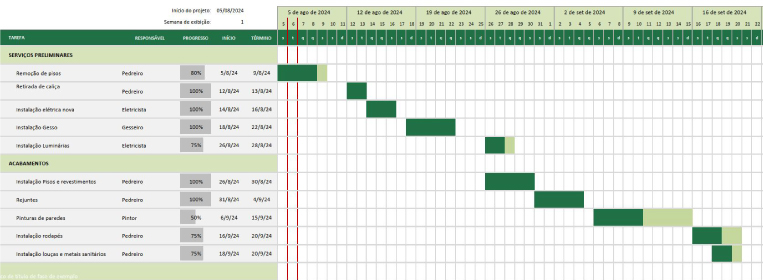 Início do projeto: 05/08/2024
Semana de exibição: 1
5 de ago de 2024 12 de ago de 2024 19 de ago de 2024 26 de ago de 2024 2 de set de 2024 9 de set de 2024 16 de set de 2024
5 6 7 8 9 10 11 12 13 14 15 16 17 18 19 20 21 22 23 24 25 26 27 28 29 30 31 1 2 3 4 5 6 7 8 9 10 11 12 13 14 15 16 17 18 19 20 21 22
TAREFA RESPONSÁVEL PROGRESSO INÍCIO TÉRMINO
SERVIÇOS PRELIMINARES
Remoção de pisos Pedreiro 80% 5/8/24 9/8/24
Retirada de caliça Pedreiro 100% 12/8/24 13/8/24
Instalação elétrica nova Eletricista 100% 14/8/24 16/8/24
Instalação Gesso Gesseiro 100% 18/8/24 22/8/24
Instalação Luminárias Eletricista 75% 26/8/24 28/8/24
ACABAMENTOS
Instalação Pisos e revestimentos Pedreiro 100% 26/8/24 30/8/24
Rejuntes Pedreiro 100% 31/8/24 4/9/24
Pinturas de paredes Pintor 50% 6/9/24 15/9/24
Instalação rodapés Pedreiro 75% 16/9/24 20/9/24
Instalação louças e metais sanitários Pedreiro 75% 18/9/24 20/9/24